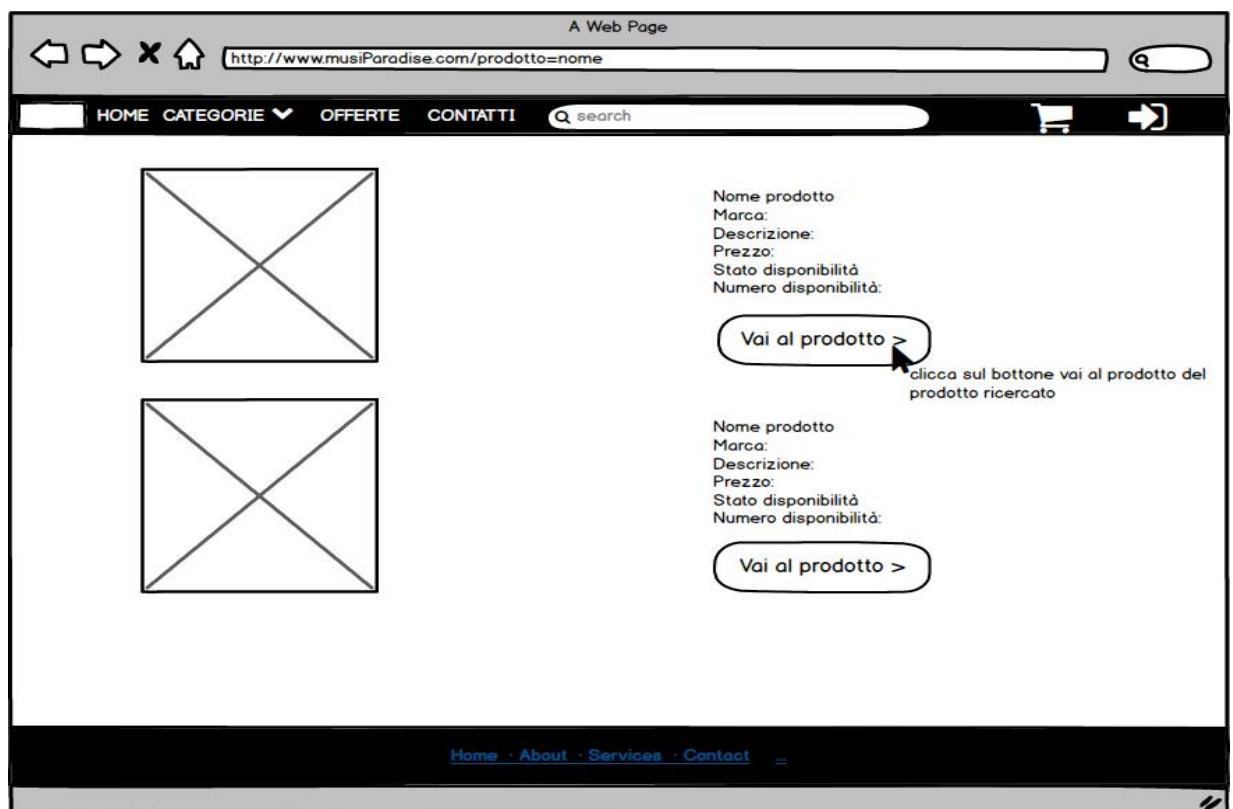 A Web Page
http://www.musiParadise.com/prodotto=nome
HOME CATEGORIE OFFERTE CONTATTI search
Nome prodotto
Marca:
Descrizione:
Prezzo:
Stato disponibilità
Numero disponibilità:
Vai al prodotto >
clicca sul bottone vai al prodotto del
prodotto ricercato
Nome prodotto
Marca:
Descrizione:
Prezzo:
Stato disponibilità
Numero disponibilità:
Vai al prodotto >
Home · About · Services · Contact ...